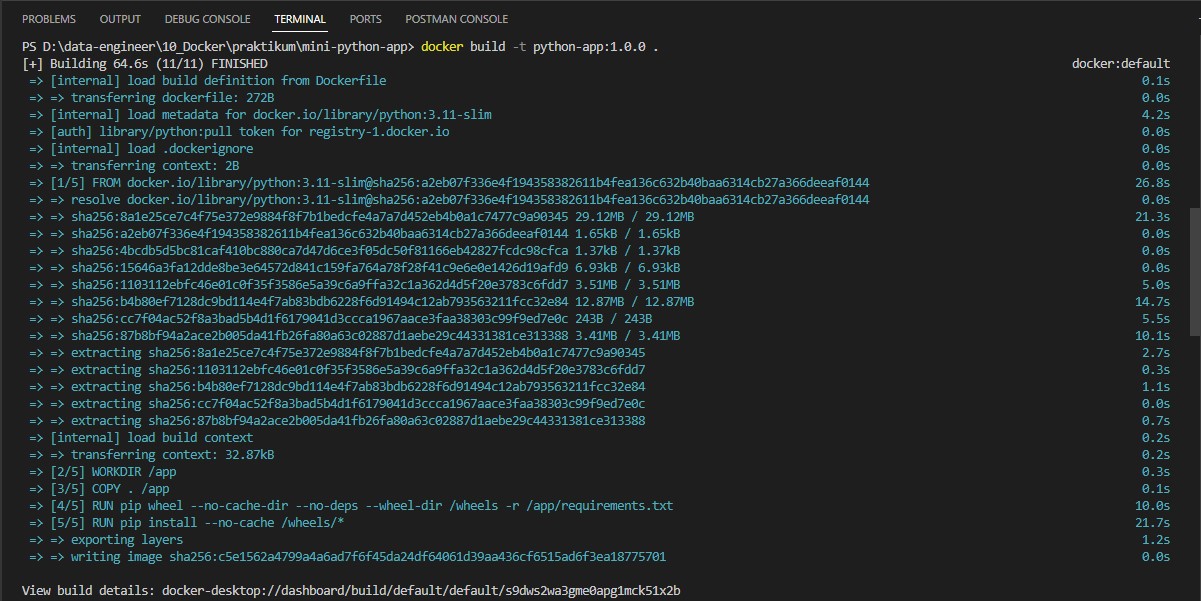 PROBLEMS OUTPUT DEBUG CONSOLE TERMINAL PORTS POSTMAN CONSOLE
PS D:\data-engineer\10_Docker\praktikum\mini-python-app> docker build -t python-app:1.0.0 .
[+] Building 64.6s (11/11) FINISHED docker:default
=> [internal] load build definition from Dockerfile 0.1s
=> => transferring dockerfile: 272B 0.0s
=> [internal] load metadata for docker.io/library/python:3.11-slim 4.2s
=> [auth] library/python:pull token for registry-1.docker.io 0.0s
=> [internal] load .dockerignore 0.0s
=> => transferring context: 2B 0.0s
=> [1/5] FROM docker.io/library/python:3.11-slim@sha256:a2eb07f336e4f194358382611b4fea136c632b40baa6314cb27a366deeaf0144 26.8s
=> => resolve docker.io/library/python:3.11-slim@sha256:a2eb07f336e4f194358382611b4fea136c632b40baa6314cb27a366deeaf0144 0.0s
=> => sha256:8a1e25ce7c4f75e372e9884f8f7b1bedcfe4a7a7d452eb4b0a1c7477c9a90345 29.12MB / 29.12MB 21.3s
=> => sha256:a2eb07f336e4f194358382611b4fea136c632b40baa6314cb27a366deeaf0144 1.65kB / 1.65kB 0.0s
=> => sha256:4bcdb5d5bc81caf410bc880ca7d47d6ce3f05dc50f81166eb42827fcdc98cfca 1.37kB / 1.37kB 0.0s
=> => sha256:15646a3fa12dde8be3e64572d841c159fa764a78f28f41c9e6e0e1426d19afd9 6.93kB / 6.93kB 0.0s
=> => sha256:1103112ebfc46e01c0f35f3586e5a39c6a9ffa32c1a362d4d5f20e3783c6fdd7 3.51MB / 3.51MB 5.0s
=> => sha256:b4b80ef7128dc9bd114e4f7ab83bdb6228f6d91494c12ab793563211fcc32e84 12.87MB / 12.87MB 14.7s
=> => sha256:cc7f04ac52f8a3bad5b4d1f6179041d3ccca1967aace3faa38303c99f9ed7e0c 243B / 243B 5.5s
=> => sha256:87b8bf94a2ace2b005da41fb26fa80a63c02887d1aebe29c44331381ce313388 3.41MB / 3.41MB 10.1s
=> => extracting sha256:8a1e25ce7c4f75e372e9884f8f7b1bedcfe4a7a7d452eb4b0a1c7477c9a90345 2.7s
=> => extracting sha256:1103112ebfc46e01c0f35f3586e5a39c6a9ffa32c1a362d4d5f20e3783c6fdd7 0.3s
=> => extracting sha256:b4b80ef7128dc9bd114e4f7ab83bdb6228f6d91494c12ab793563211fcc32e84 1.1s
=> => extracting sha256:cc7f04ac52f8a3bad5b4d1f6179041d3ccca1967aace3faa38303c99f9ed7e0c 0.0s
=> => extracting sha256:87b8bf94a2ace2b005da41fb26fa80a63c02887d1aebe29c44331381ce313388 0.7s
=> [internal] load build context 0.2s
=> => transferring context: 32.87kB 0.2s
=> [2/5] WORKDIR /app 0.3s
=> [3/5] COPY . /app 0.1s
=> [4/5] RUN pip wheel --no-cache-dir --no-deps --wheel-dir /wheels -r /app/requirements.txt 10.0s
=> [5/5] RUN pip install --no-cache /wheels/* 21.7s
=> => exporting layers 1.2s
=> => writing image sha256:c5e1562a4799a4a6ad7f6f45da24df64061d39aa436cf6515ad6f3ea18775701 0.0s
View build details: docker-desktop://dashboard/build/default/default/s9dws2wa3gme0apg1mck51x2b